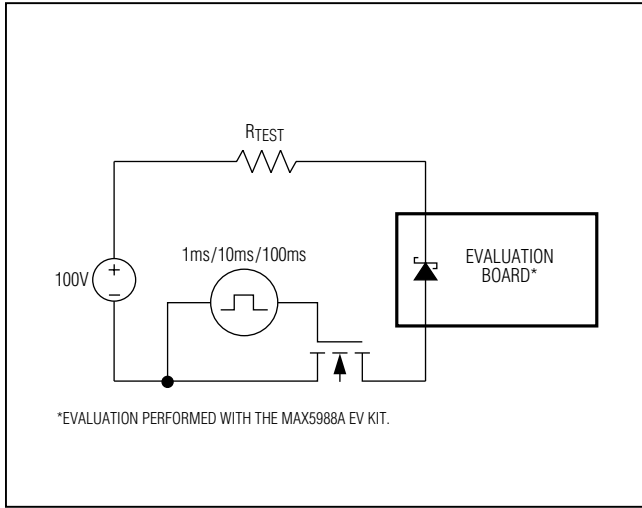 RTEST
1ms/10ms/100ms
100V
+
–
EVALUATION
BOARD*
*EVALUATION PERFORMED WITH THE MAX5988A EV KIT.